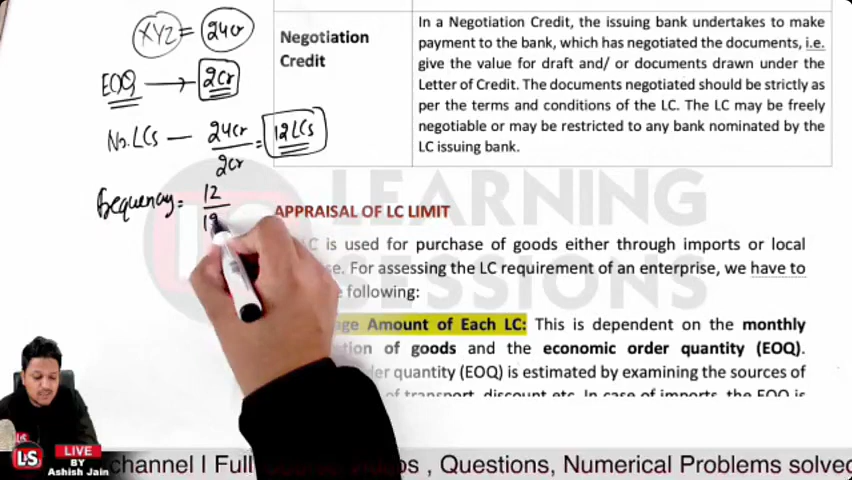 XYZ = 24Cr
EOQ → 2Cr
No. LCs — 24Cr = 12 LCs
2Cr
frequency = 12
Negotiation
Credit
In a Negotiation Credit, the issuing bank undertakes to make
payment to the bank, which has negotiated the documents, i.e.
give the value for draft and/ or documents drawn under the
Letter of Credit. The documents negotiated should be strictly as
per the terms and conditions of the LC. The LC may be freely
negotiable or may be restricted to any bank nominated by the
LC issuing bank.
LEARNING
SESSIONS
APPRAISAL OF LC LIMIT
LC is used for purchase of goods either through imports or local
For assessing the LC requirement of an enterprise, we have to
following:
Amount of Each LC: This is dependent on the monthly
of goods and the economic order quantity (EOQ).
order quantity (EOQ) is estimated by examining the sources of
of transport, discount etc. In case of imports, the EOQ is
LS
LIVE
BY
Ashish Jain
channel I Full Videos , Questions, Numerical Problems solved